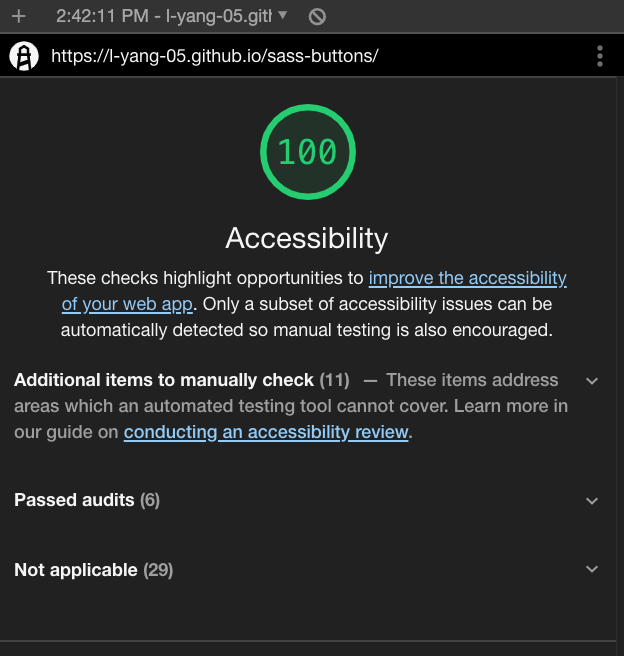 2:42:11 PM - l-yang-05.gitl
https://l-yang-05.github.io/sass-buttons/
100
Accessibility
These checks highlight opportunities to improve the accessibility
of your web app. Only a subset of accessibility issues can be
automatically detected so manual testing is also encouraged.
Additional items to manually check (11) — These items address
areas which an automated testing tool cannot cover. Learn more in
our guide on conducting an accessibility review.
Passed audits (6)
Not applicable (29)